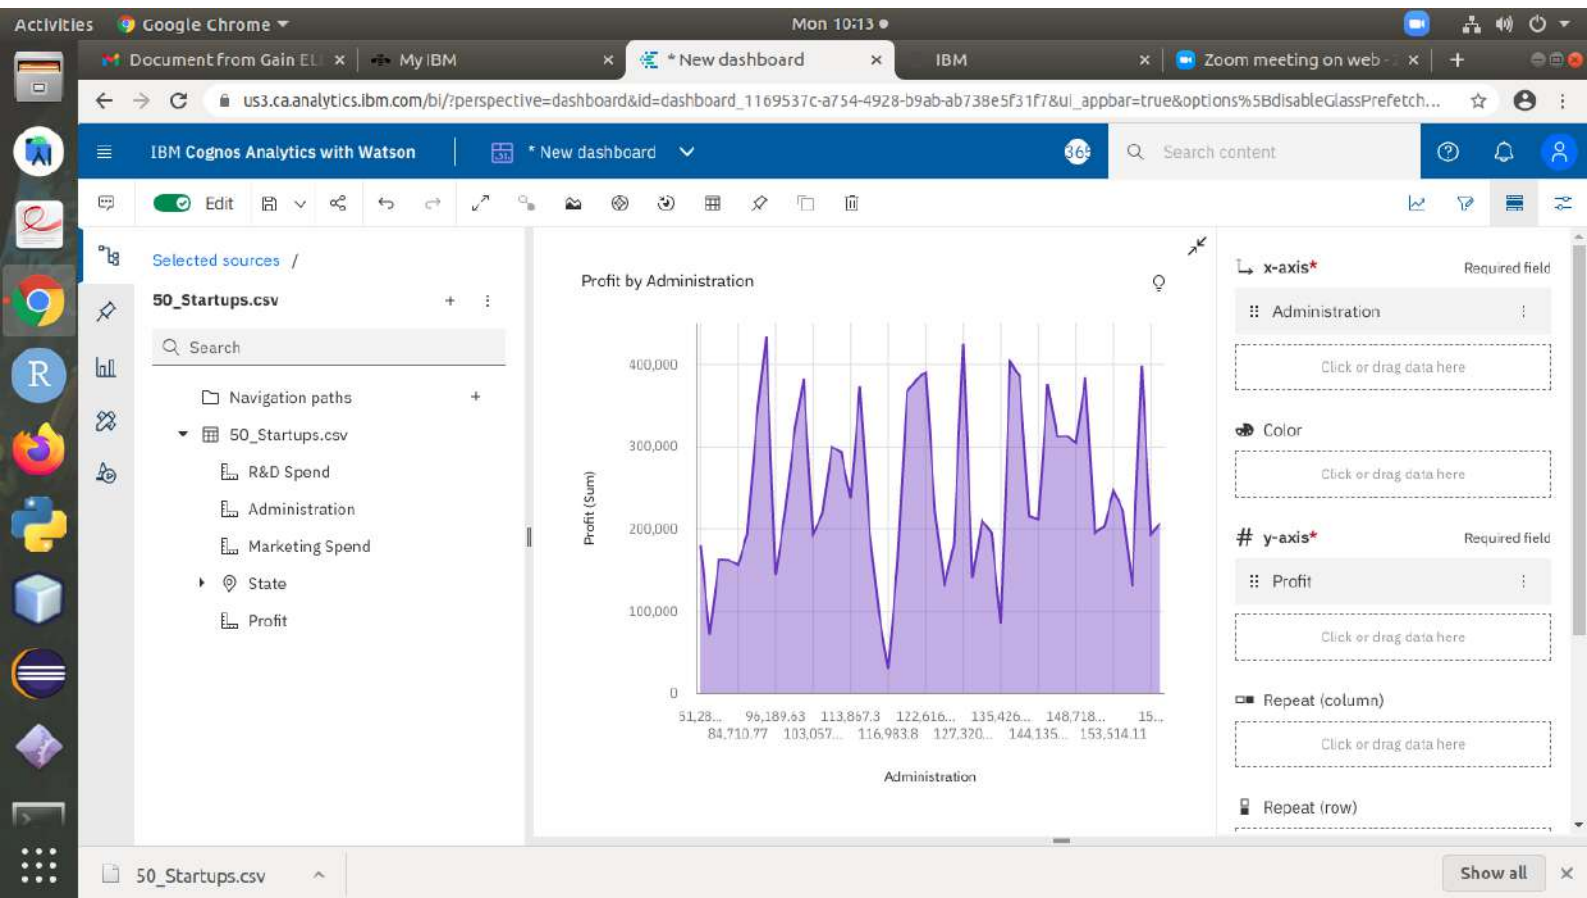 Activities
Google Chrome
Mon 10:13
My IBM
* New dashboard
IBM
Zoom meeting on web -
us3.ca.analytics.ibm.com/bi/?perspective=dashboard&id=dashboard_1169537c-a754-4928-b9ab-ab738e5f31f7&ui_appbar=true&options%5BdisableGlassPrefetch...
IBM Cognos Analytics with Watson
* New dashboard
365
Search content
Edit
Selected sources /
50_Startups.csv
Search
Navigation paths
50_Startups.csv
R&D Spend
Administration
Marketing Spend
State
Profit
Profit by Administration
400,000
300,000
200,000
100,000
0
Profit (Sum)
51,28... 96,189.63 113,867.3 122,616... 135,426... 148,718... 15...
84,710.77 103,057... 116,983.8 127,320... 144,135... 153,514.11
Administration
x-axis* Required field
Administration
Click or drag data here
Color
Click or drag data here
# y-axis* Required field
Profit
Click or drag data here
Repeat (column)
Click or drag data here
Repeat (row)
50_Startups.csv
Show all